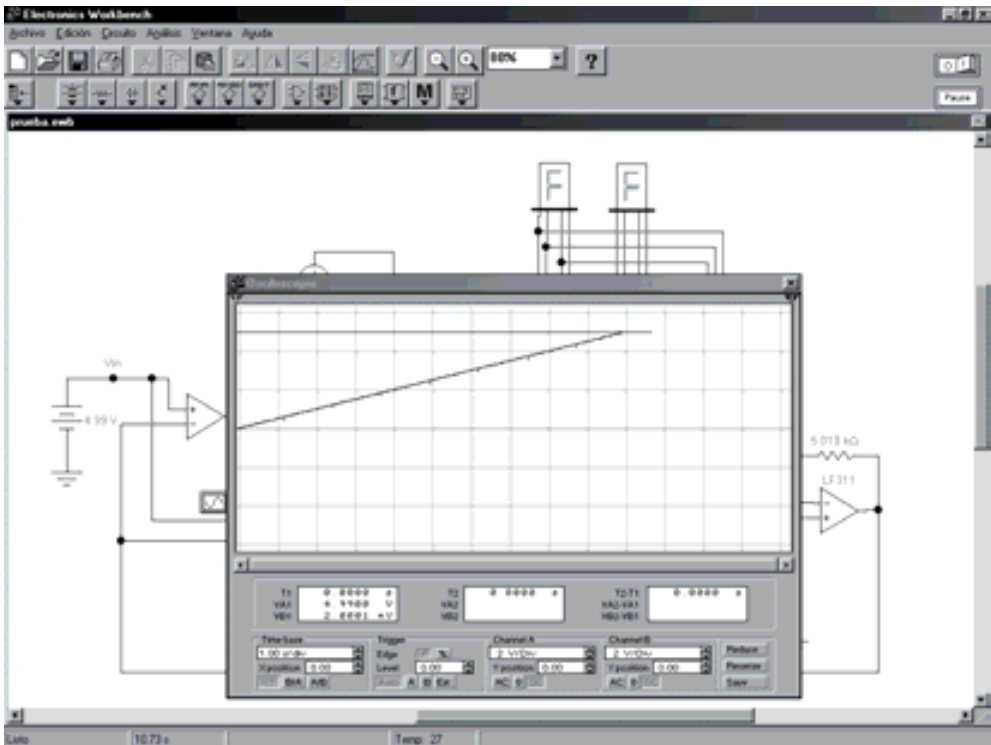 Electronics Workbench
Archivo Edición Circuito Análisis Ventana Ayuda
80%
?
M
Pausa
prueba.ewb
F F
Osciloscopio
Vin
5.010 kΩ
LF311
T1 0.0000 s
VA1 4.9900 V
VB1
T2 0.0000 s
VA2
VB2
T2-T1 0.0000 s
VA2-VA1
VB2-VB1
Time base
1.00 s/div
X position 0.00
B/A A/B
Trigger
Edge
Level 0.00
Auto A B Ext
Channel A
2 V/Div
Y position 0.00
AC 0 DC
Channel B
2 V/Div
Y position 0.00
AC 0 DC
Reduce
Reverse
Save
Listo
10.73 s
Temp: 27